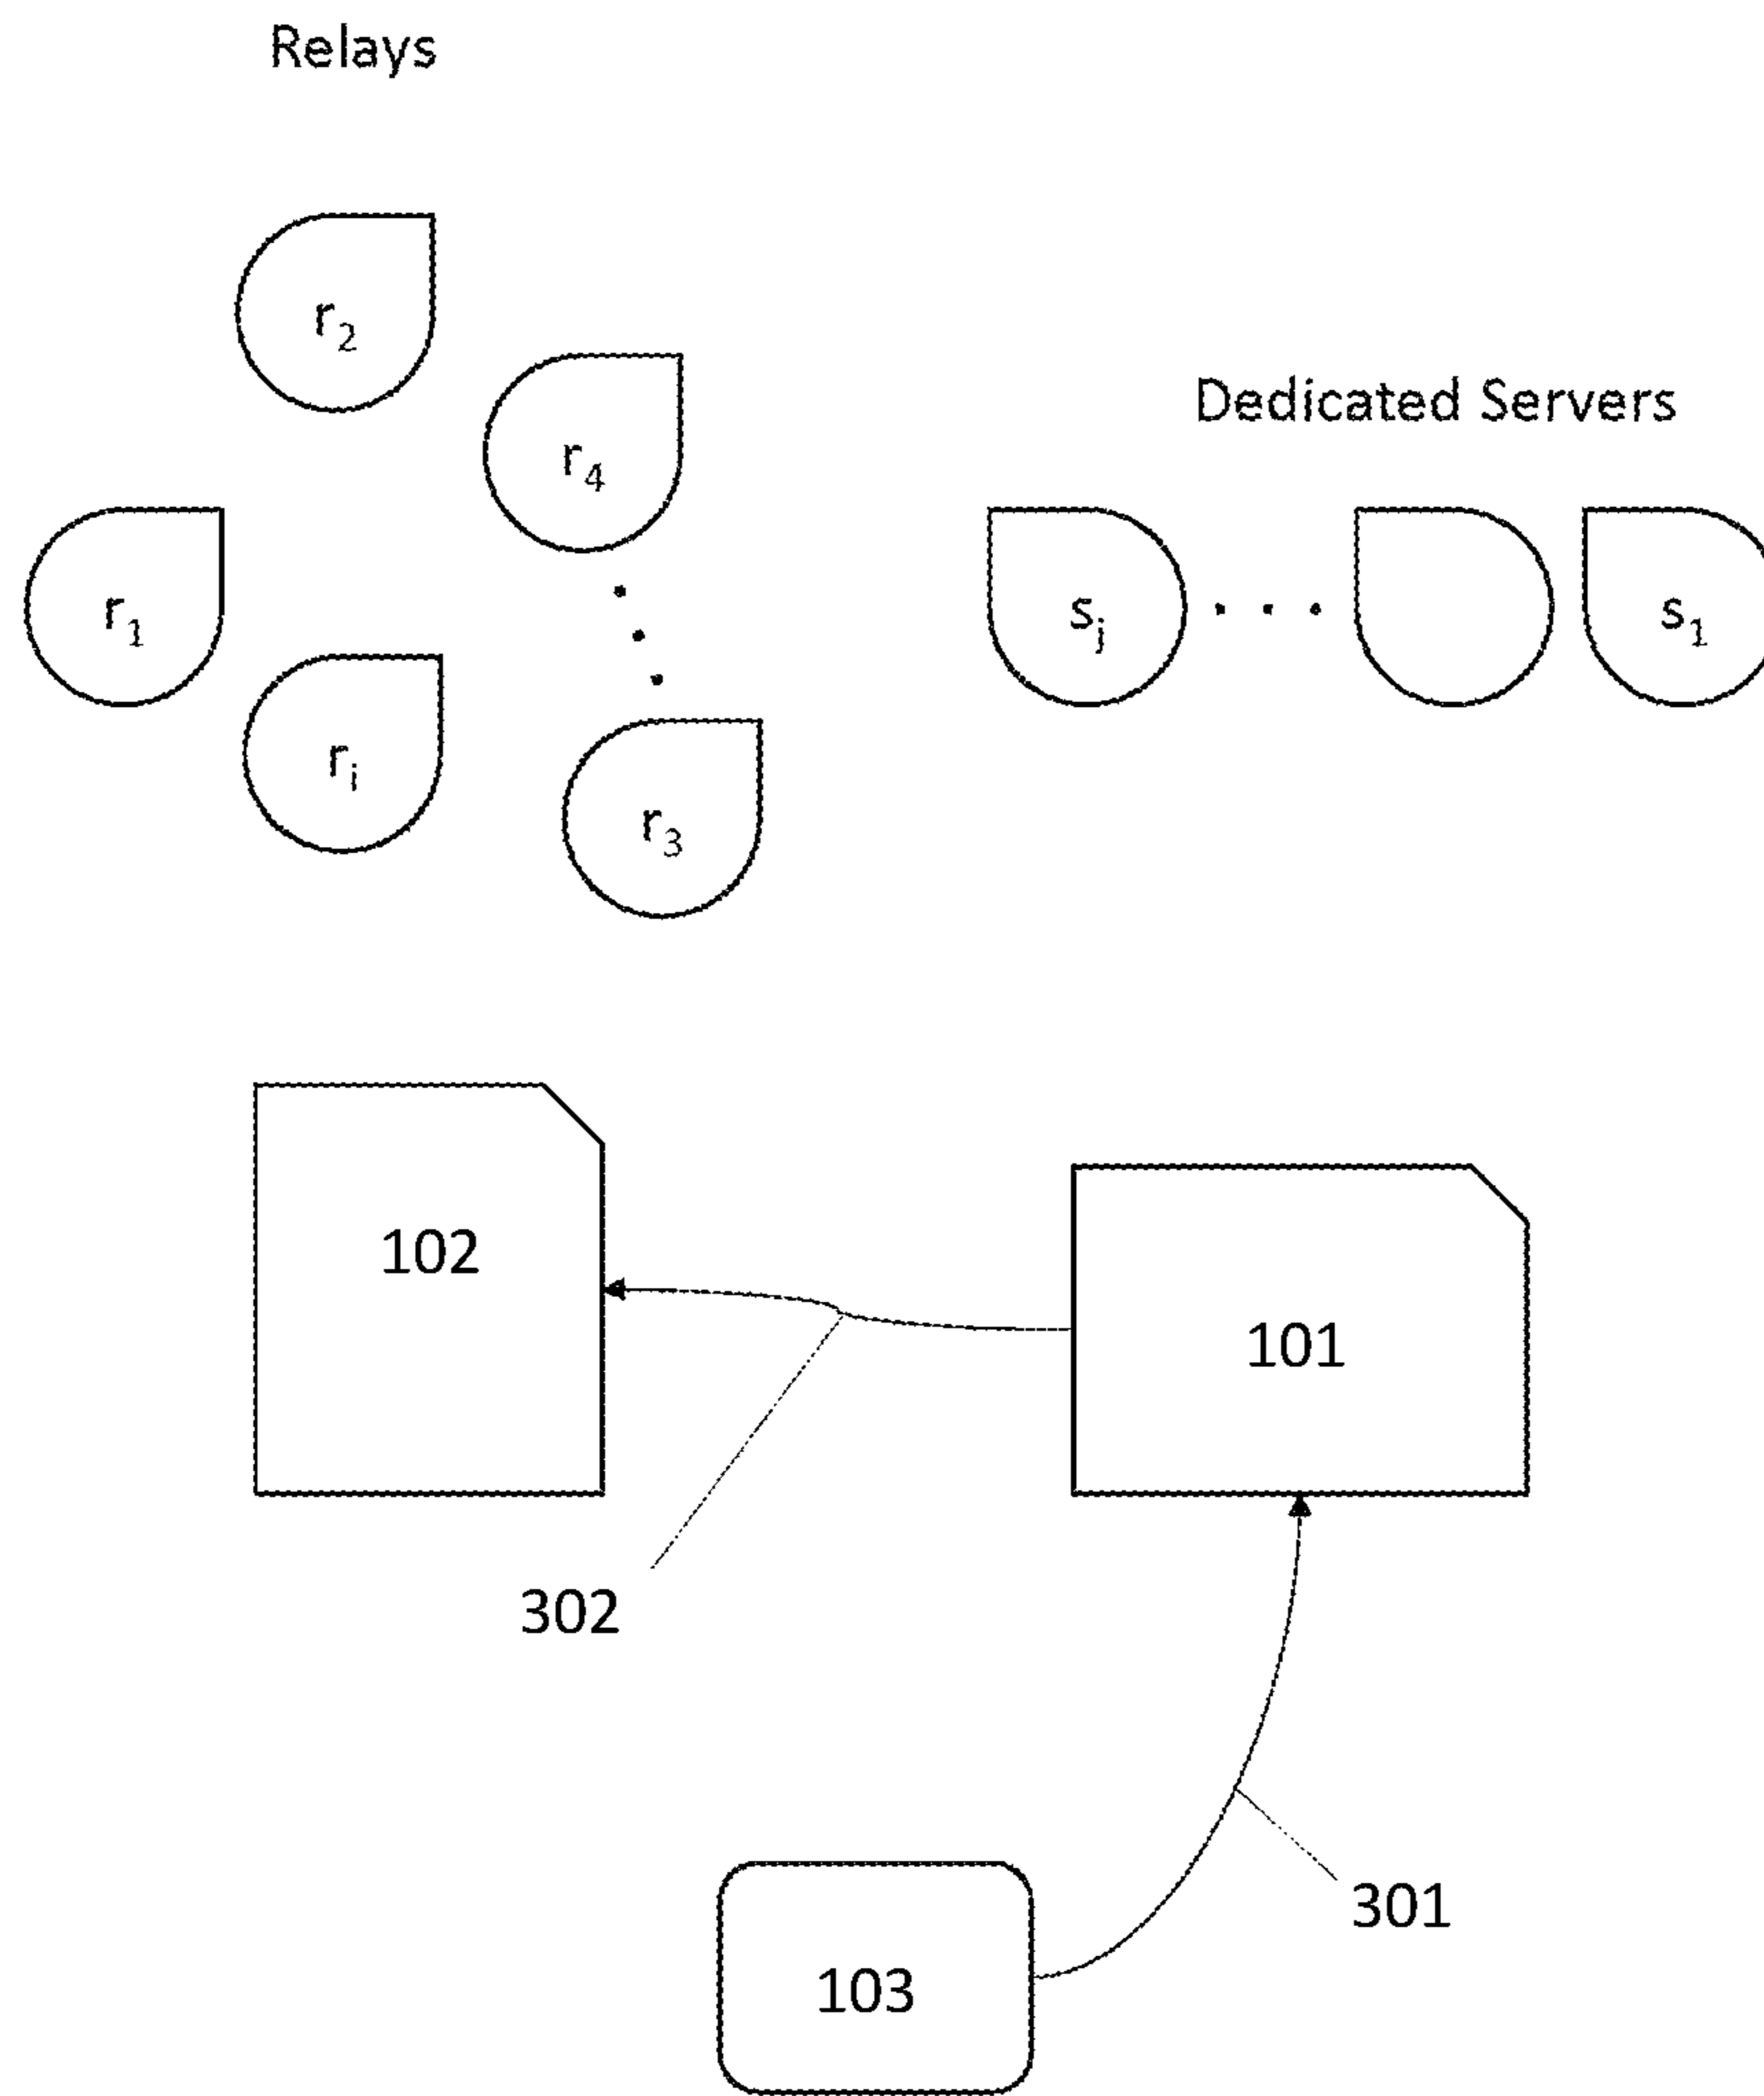 Relays
r2
r4
Dedicated Servers
r1
sj
s1
ri
r3
102
101
302
301
103